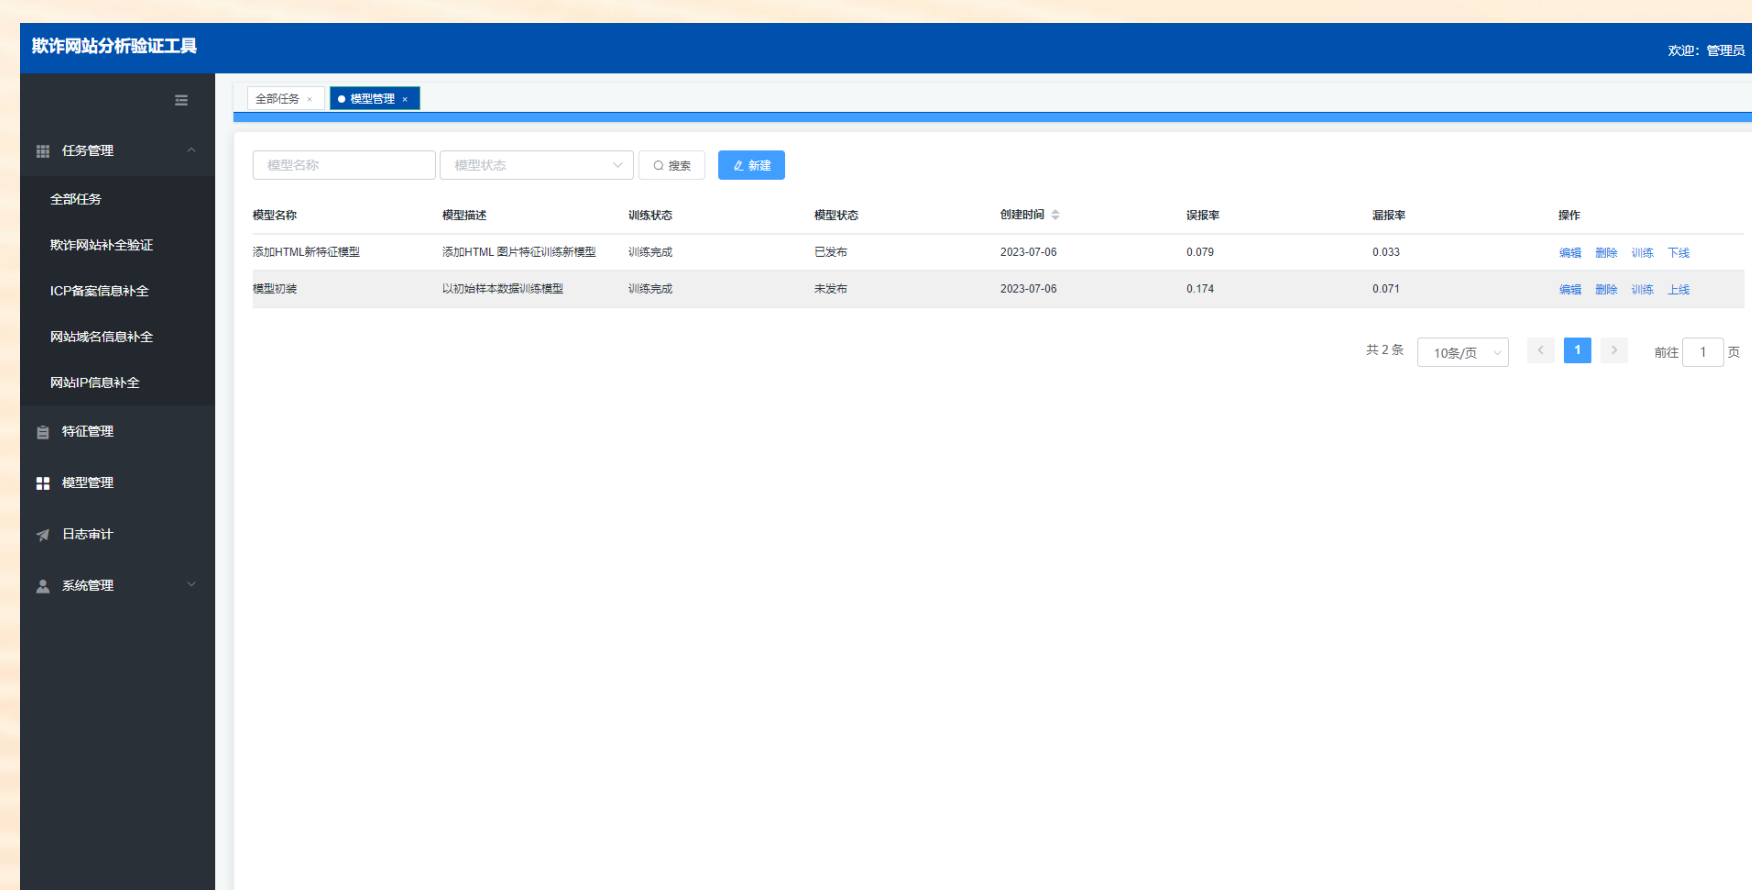 欺诈网站分析验证工具
欢迎：管理员
全部任务 ×
模型管理 ×
任务管理
全部任务
欺诈网站补全验证
ICP备案信息补全
网站域名信息补全
网站IP信息补全
特征管理
模型管理
日志审计
系统管理
模型名称 模型状态 搜索 新建
模型名称 模型描述 训练状态 模型状态 创建时间 误报率 漏报率 操作
添加HTML新特征模型 添加HTML 图片特征训练新模型 训练完成 已发布 2023-07-06 0.079 0.033 编辑 删除 训练 下线
模型初装 以初始样本数据训练模型 训练完成 未发布 2023-07-06 0.174 0.071 编辑 删除 训练 上线
共 2 条 10条/页 < 1 > 前往 1 页